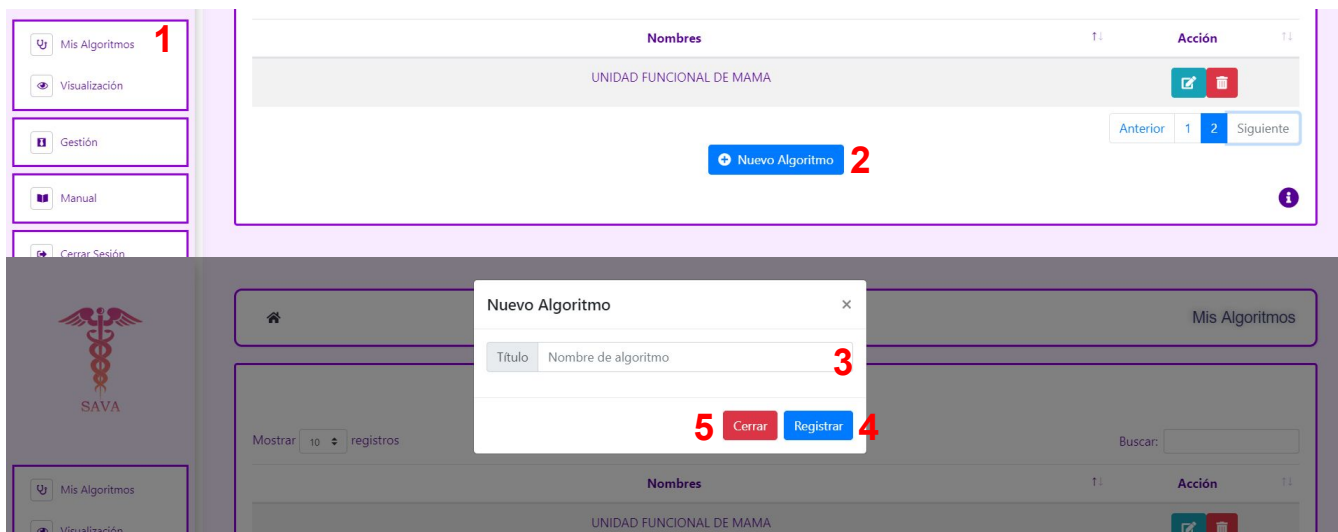 Mis Algoritmos 1
Visualización
Gestión
Manual
Cerrar Sesión
Nombres Acción
UNIDAD FUNCIONAL DE MAMA
Anterior 1 2 Siguiente
Nuevo Algoritmo 2
SAVA
Mis Algoritmos
Nuevo Algoritmo ×
Título Nombre de algoritmo 3
5 Cerrar Registrar 4
Mostrar 10 registros Buscar:
Mis Algoritmos
Visualización
Nombres Acción
UNIDAD FUNCIONAL DE MAMA